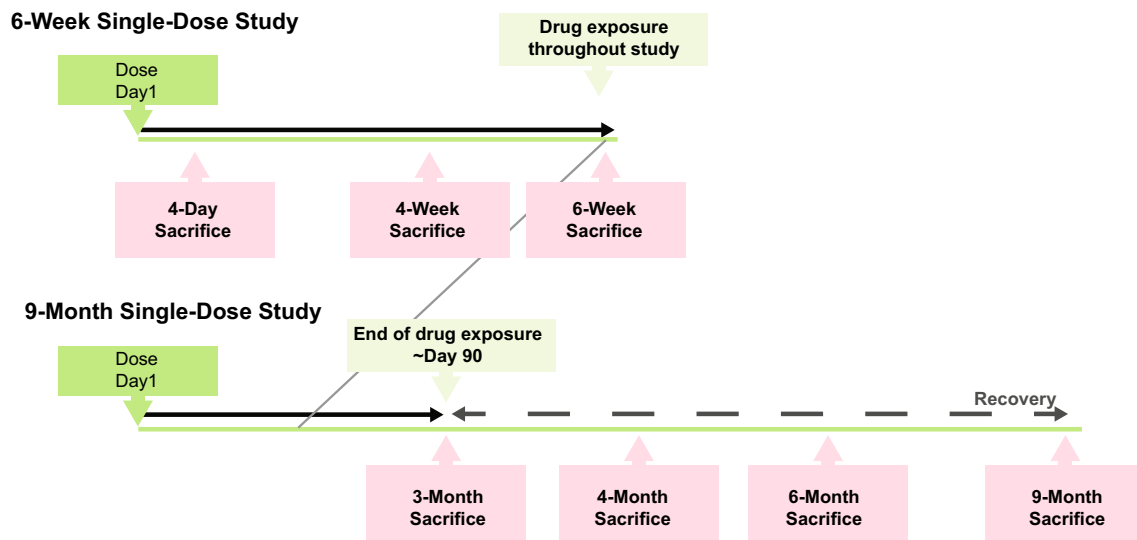 6-Week Single-Dose Study
Drug exposure
throughout study
Dose
Day1
4-Day
Sacrifice
4-Week
Sacrifice
6-Week
Sacrifice
9-Month Single-Dose Study
End of drug exposure
~Day 90
Dose
Day1
Recovery
3-Month
Sacrifice
4-Month
Sacrifice
6-Month
Sacrifice
9-Month
Sacrifice